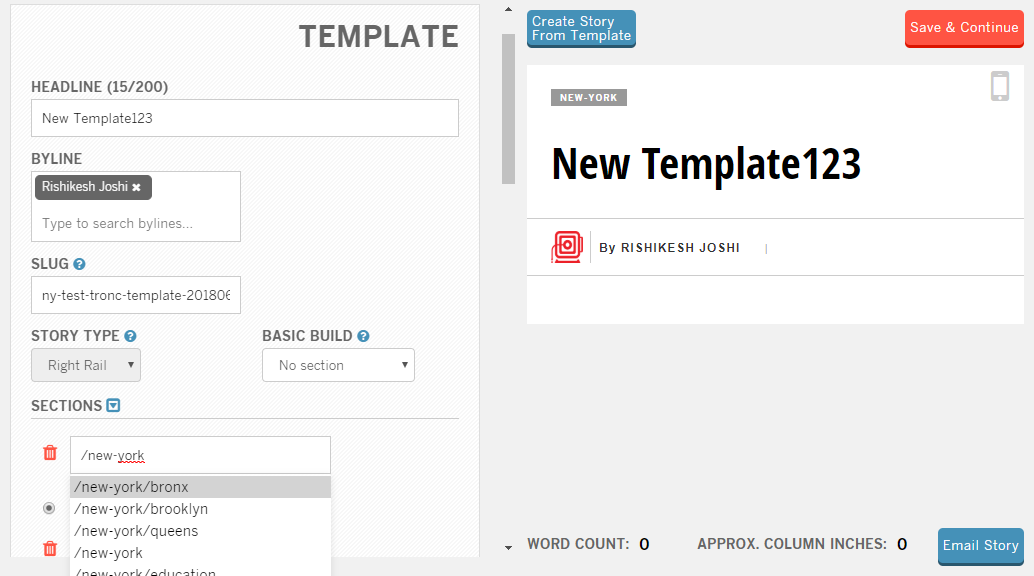 TEMPLATE
HEADLINE (15/200)
New Template123
BYLINE
Rishikesh Joshi ✖
Type to search bylines...
SLUG ?
ny-test-tronc-template-20180
STORY TYPE ?
BASIC BUILD ?
Right Rail
No section
SECTIONS
/new-york
/new-york/bronx
/new-york/brooklyn
/new-york/queens
/new-york
/new-york/education
Create Story
From Template
Save & Continue
NEW-YORK
New Template123
By RISHIKESH JOSHI |
WORD COUNT: 0
APPROX. COLUMN INCHES: 0
Email Story